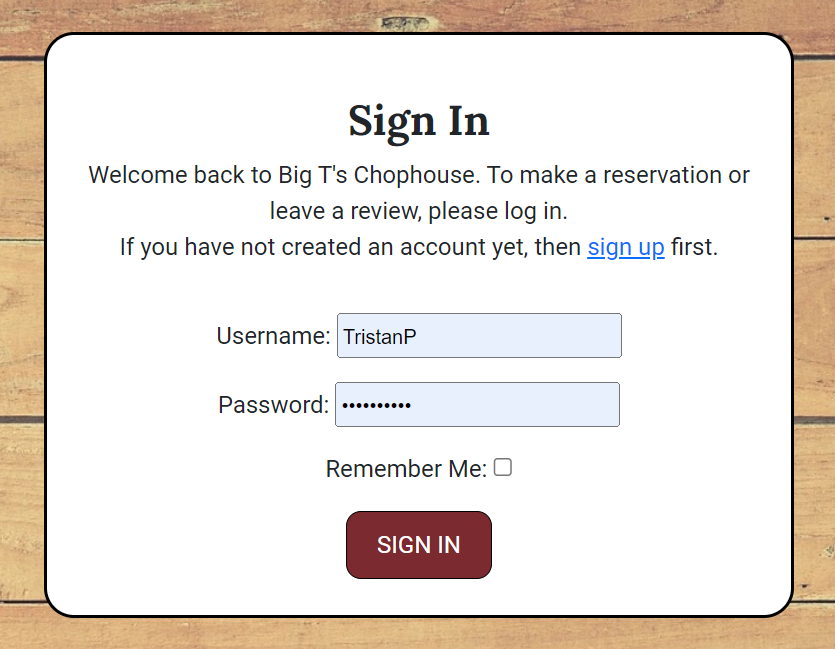 Sign In
Welcome back to Big T's Chophouse. To make a reservation or
leave a review, please log in.
If you have not created an account yet, then sign up first.
Username: TristanP
Password: ••••••••••
Remember Me:
SIGN IN